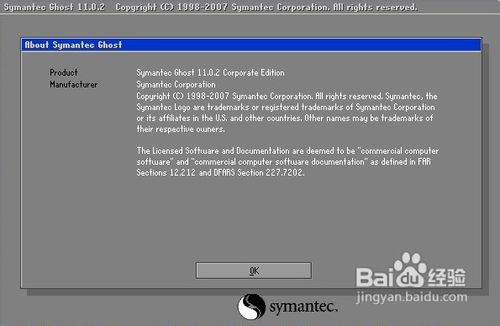 Symantec Ghost 11.0.2 Copyright (C) 1998-2007 Symantec Corporation. All rights reserved.
About Symantec Ghost
Product Symantec Ghost 11.0.2 Corporate Edition
Manufacturer Symantec Corporation
Copyright (C) 1998-2007 Symantec Corporation. All rights reserved. Symantec, the
Symantec Logo are trademarks or registered trademarks of Symantec Corporation
or its affiliates in the U.S. and other countries. Other names may be trademarks of
their respective owners.
The Licensed Software and Documentation are deemed to be "commercial computer
software" and "commercial computer software documentation" as defined in FAR
Sections 12.212 and DFARS Section 227.7202.
OK
symantec.
Baidu 经验
jingyan.baidu.com